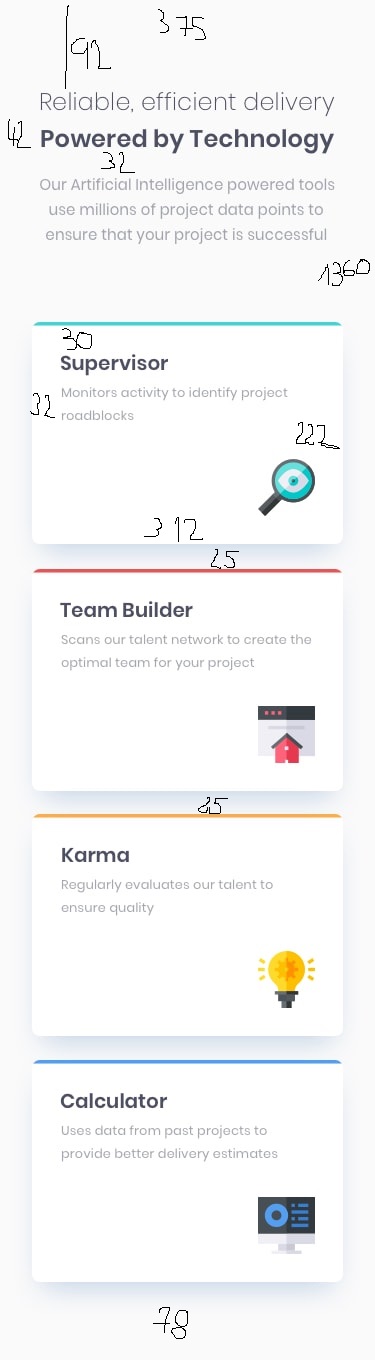 375
92
Reliable, efficient delivery
42 Powered by Technology
32
Our Artificial Intelligence powered tools
use millions of project data points to
ensure that your project is successful
1360
30
Supervisor
Monitors activity to identify project
32 roadblocks
222
312
25
Team Builder
Scans our talent network to create the
optimal team for your project
25
Karma
Regularly evaluates our talent to
ensure quality
Calculator
Uses data from past projects to
provide better delivery estimates
78